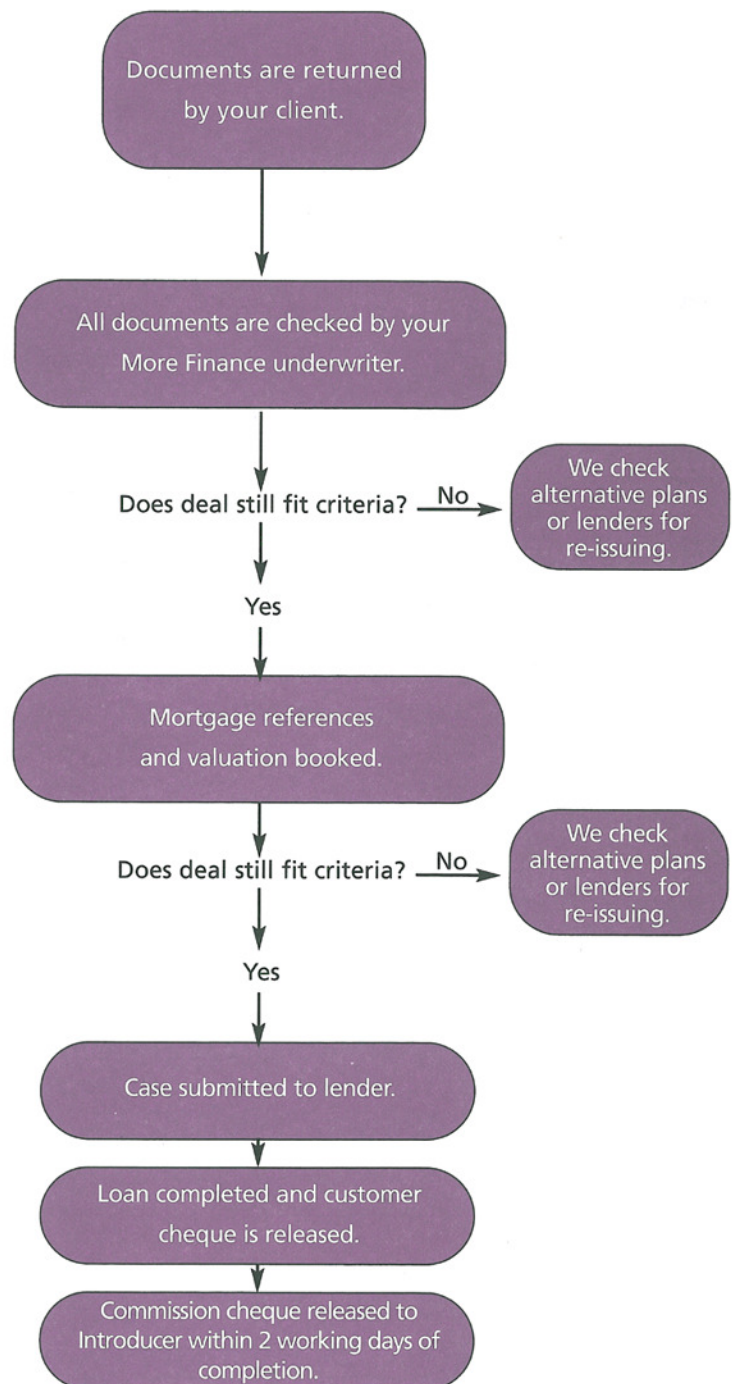 Documents are returned
by your client.
All documents are checked by your
More Finance underwriter.
Does deal still fit criteria?
No
We check
alternative plans
or lenders for
re-issuing.
Yes
Mortgage references
and valuation booked.
Does deal still fit criteria?
No
We check
alternative plans
or lenders for
re-issuing.
Yes
Case submitted to lender.
Loan completed and customer
cheque is released.
Commission cheque released to
Introducer within 2 working days of
completion.